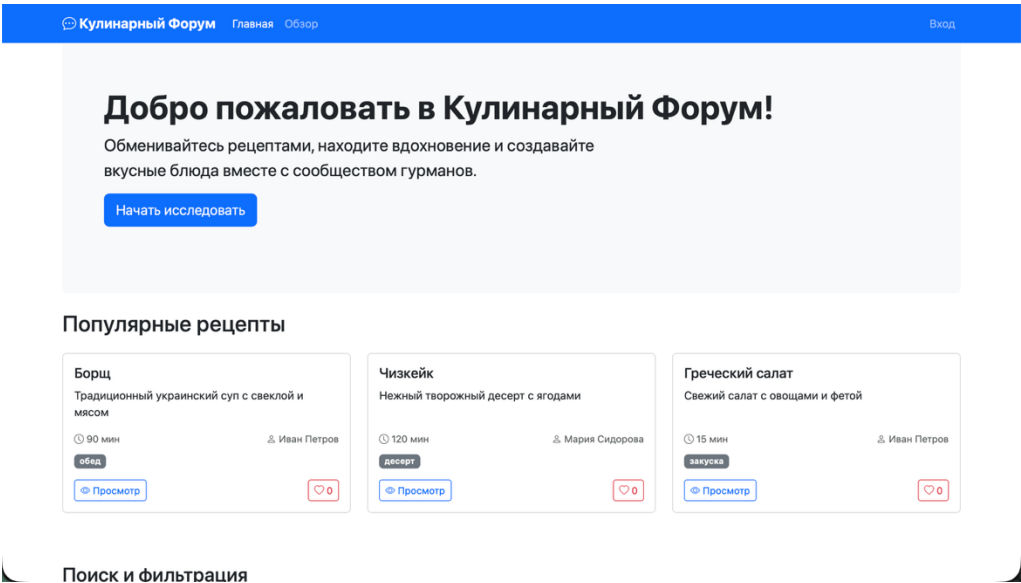 Кулинарный Форум Главная Обзор Вход
Добро пожаловать в Кулинарный Форум!
Обменивайтесь рецептами, находите вдохновение и создавайте
вкусные блюда вместе с сообществом гурманов.
Начать исследовать
Популярные рецепты
Борщ
Традиционный украинский суп с свеклой и
мясом
90 мин Иван Петров
обед
Просмотр 0
Чизкейк
Нежный творожный десерт с ягодами
120 мин Мария Сидорова
десерт
Просмотр 0
Греческий салат
Свежий салат с овощами и фетой
15 мин Иван Петров
закуска
Просмотр 0
Поиск и фильтрация